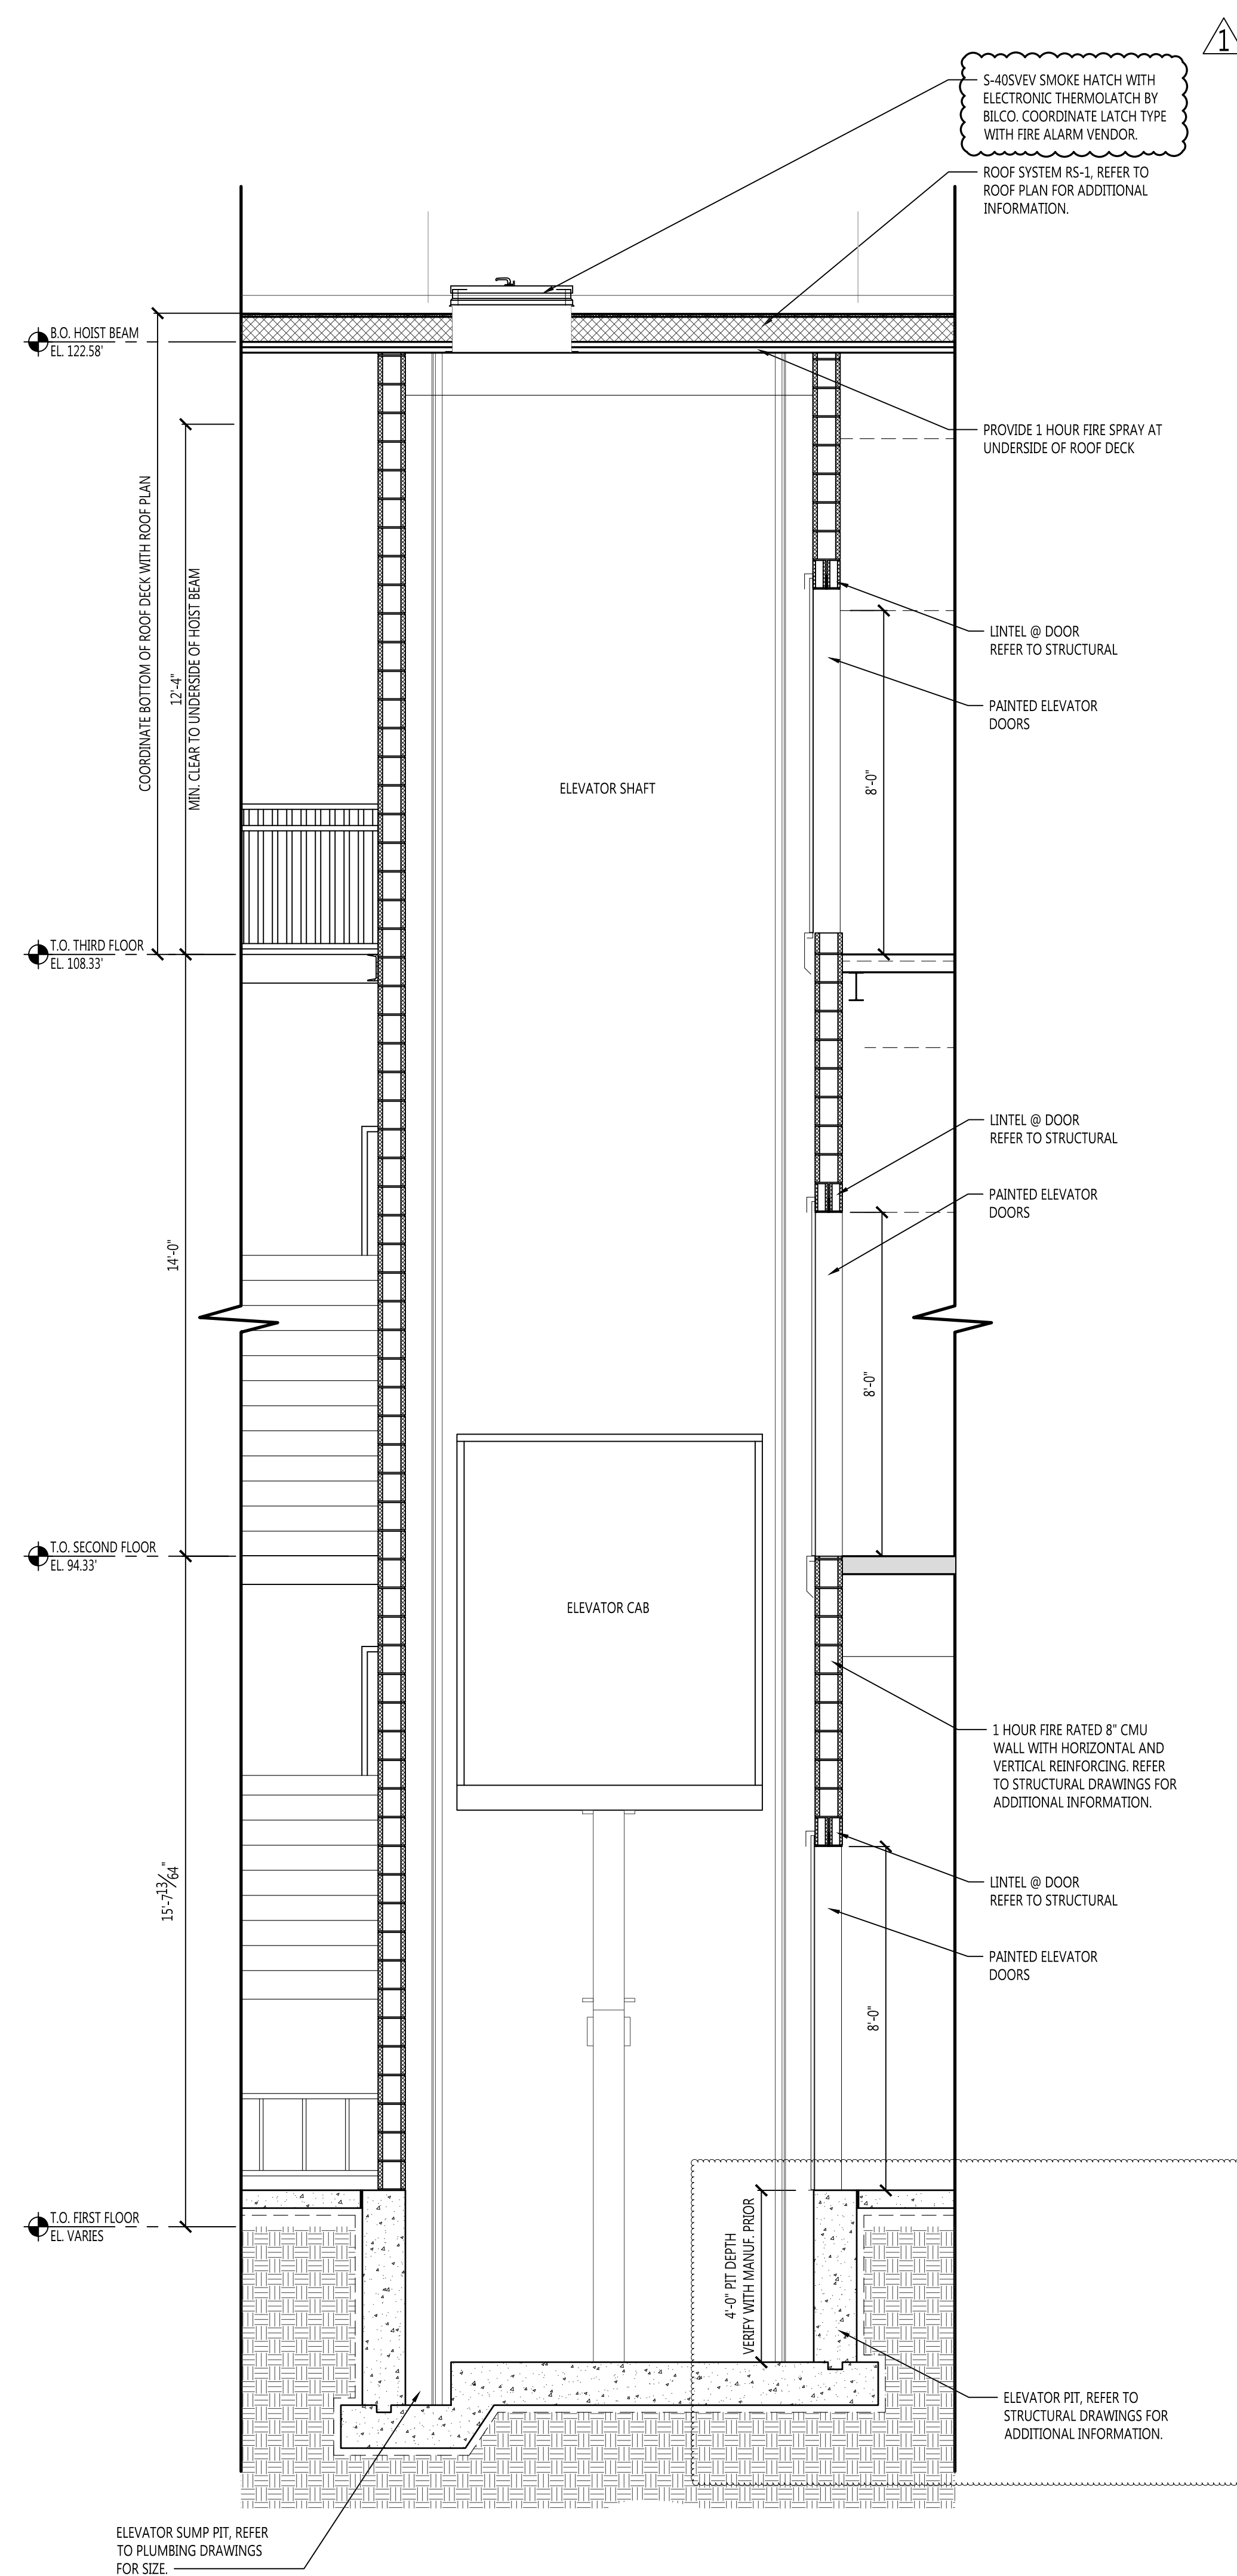 1
S-40SVEV SMOKE HATCH WITH
ELECTRONIC THERMOLATCH BY
BILCO. COORDINATE LATCH TYPE
WITH FIRE ALARM VENDOR.
ROOF SYSTEM RS-1, REFER TO
ROOF PLAN FOR ADDITIONAL
INFORMATION.
B.O. HOIST BEAM
EL. 122.58'
PROVIDE 1 HOUR FIRE SPRAY AT
UNDERSIDE OF ROOF DECK
COORDINATE BOTTOM OF ROOF DECK WITH ROOF PLAN
12'-4"
MIN. CLEAR TO UNDERSIDE OF HOIST BEAM
LINTEL @ DOOR
REFER TO STRUCTURAL
PAINTED ELEVATOR
DOORS
ELEVATOR SHAFT
8'-0"
T.O. THIRD FLOOR
EL. 108.33'
LINTEL @ DOOR
REFER TO STRUCTURAL
PAINTED ELEVATOR
DOORS
14'-0"
8'-0"
T.O. SECOND FLOOR
EL. 94.33'
ELEVATOR CAB
1 HOUR FIRE RATED 8" CMU
WALL WITH HORIZONTAL AND
VERTICAL REINFORCING. REFER
TO STRUCTURAL DRAWINGS FOR
ADDITIONAL INFORMATION.
15'-7 13/64"
LINTEL @ DOOR
REFER TO STRUCTURAL
PAINTED ELEVATOR
DOORS
8'-0"
T.O. FIRST FLOOR
EL. VARIES
4'-0" PIT DEPTH
VERIFY WITH MANUF. PRIOR
ELEVATOR PIT, REFER TO
STRUCTURAL DRAWINGS FOR
ADDITIONAL INFORMATION.
ELEVATOR SUMP PIT, REFER
TO PLUMBING DRAWINGS
FOR SIZE.